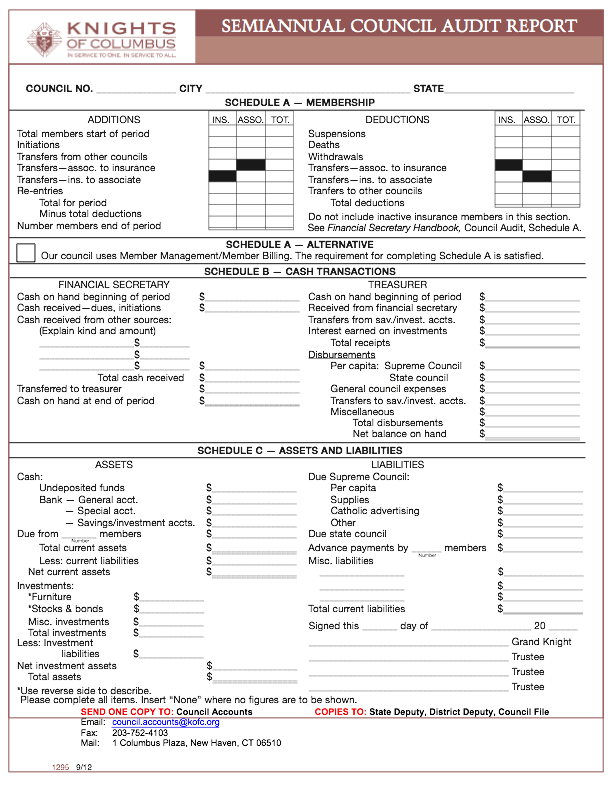 KNIGHTS
OF COLUMBUS
IN SERVICE TO ONE. IN SERVICE TO ALL.
SEMIANNUAL COUNCIL AUDIT REPORT
COUNCIL NO. CITY STATE
SCHEDULE A — MEMBERSHIP
ADDITIONS INS. ASSO. TOT.
Total members start of period
Initiations
Transfers from other councils
Transfers—assoc. to insurance
Transfers—ins. to associate
Re-entries
Total for period
Minus total deductions
Number members end of period
DEDUCTIONS INS. ASSO. TOT.
Suspensions
Deaths
Withdrawals
Transfers—assoc. to insurance
Transfers—ins. to associate
Tranfers to other councils
Total deductions
Do not include inactive insurance members in this section.
See Financial Secretary Handbook, Council Audit, Schedule A.
SCHEDULE A — ALTERNATIVE
Our council uses Member Management/Member Billing. The requirement for completing Schedule A is satisfied.
SCHEDULE B — CASH TRANSACTIONS
FINANCIAL SECRETARY
Cash on hand beginning of period $
Cash received—dues, initiations $
Cash received from other sources:
(Explain kind and amount)
$
$
$ $
Total cash received $
Transferred to treasurer $
Cash on hand at end of period $
TREASURER
Cash on hand beginning of period $
Received from financial secretary $
Transfers from sav./invest. accts. $
Interest earned on investments $
Total receipts $
Disbursements
Per capita: Supreme Council $
State council $
General council expenses $
Transfers to sav./invest. accts. $
Miscellaneous $
Total disbursements $
Net balance on hand $
SCHEDULE C — ASSETS AND LIABILITIES
ASSETS
Cash:
Undeposited funds $
Bank — General acct. $
— Special acct. $
— Savings/investment accts. $
Due from members $
Number
Total current assets $
Less: current liabilities $
Net current assets $
Investments:
*Furniture $
*Stocks & bonds $
Misc. investments $
Total investments $
Less: Investment
liabilities $
Net investment assets $
Total assets $
*Use reverse side to describe.
LIABILITIES
Due Supreme Council:
Per capita $
Supplies $
Catholic advertising $
Other $
Due state council $
Advance payments by members $
Number
Misc. liabilities
$
$
$
Total current liabilities $
Signed this day of 20
Grand Knight
Trustee
Trustee
Trustee
Please complete all items. Insert “None” where no figures are to be shown.
SEND ONE COPY TO: Council Accounts COPIES TO: State Deputy, District Deputy, Council File
Email: council.accounts@kofc.org
Fax: 203-752-4103
Mail: 1 Columbus Plaza, New Haven, CT 06510
1295 9/12